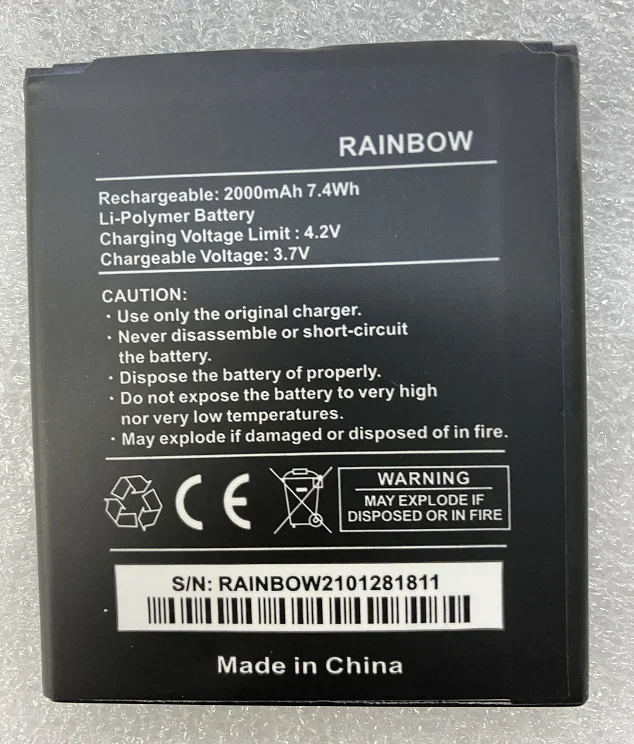 RAINBOW
Rechargeable: 2000mAh 7.4Wh
Li-Polymer Battery
Charging Voltage Limit : 4.2V
Chargeable Voltage: 3.7V
CAUTION:
· Use only the original charger.
· Never disassemble or short-circuit
the battery.
· Dispose the battery of properly.
· Do not expose the battery to very high
nor very low temperatures.
· May explode if damaged or disposed of in fire.
CE
WARNING
MAY EXPLODE IF
DISPOSED OR IN FIRE
S/N: RAINBOW2101281811
Made in China